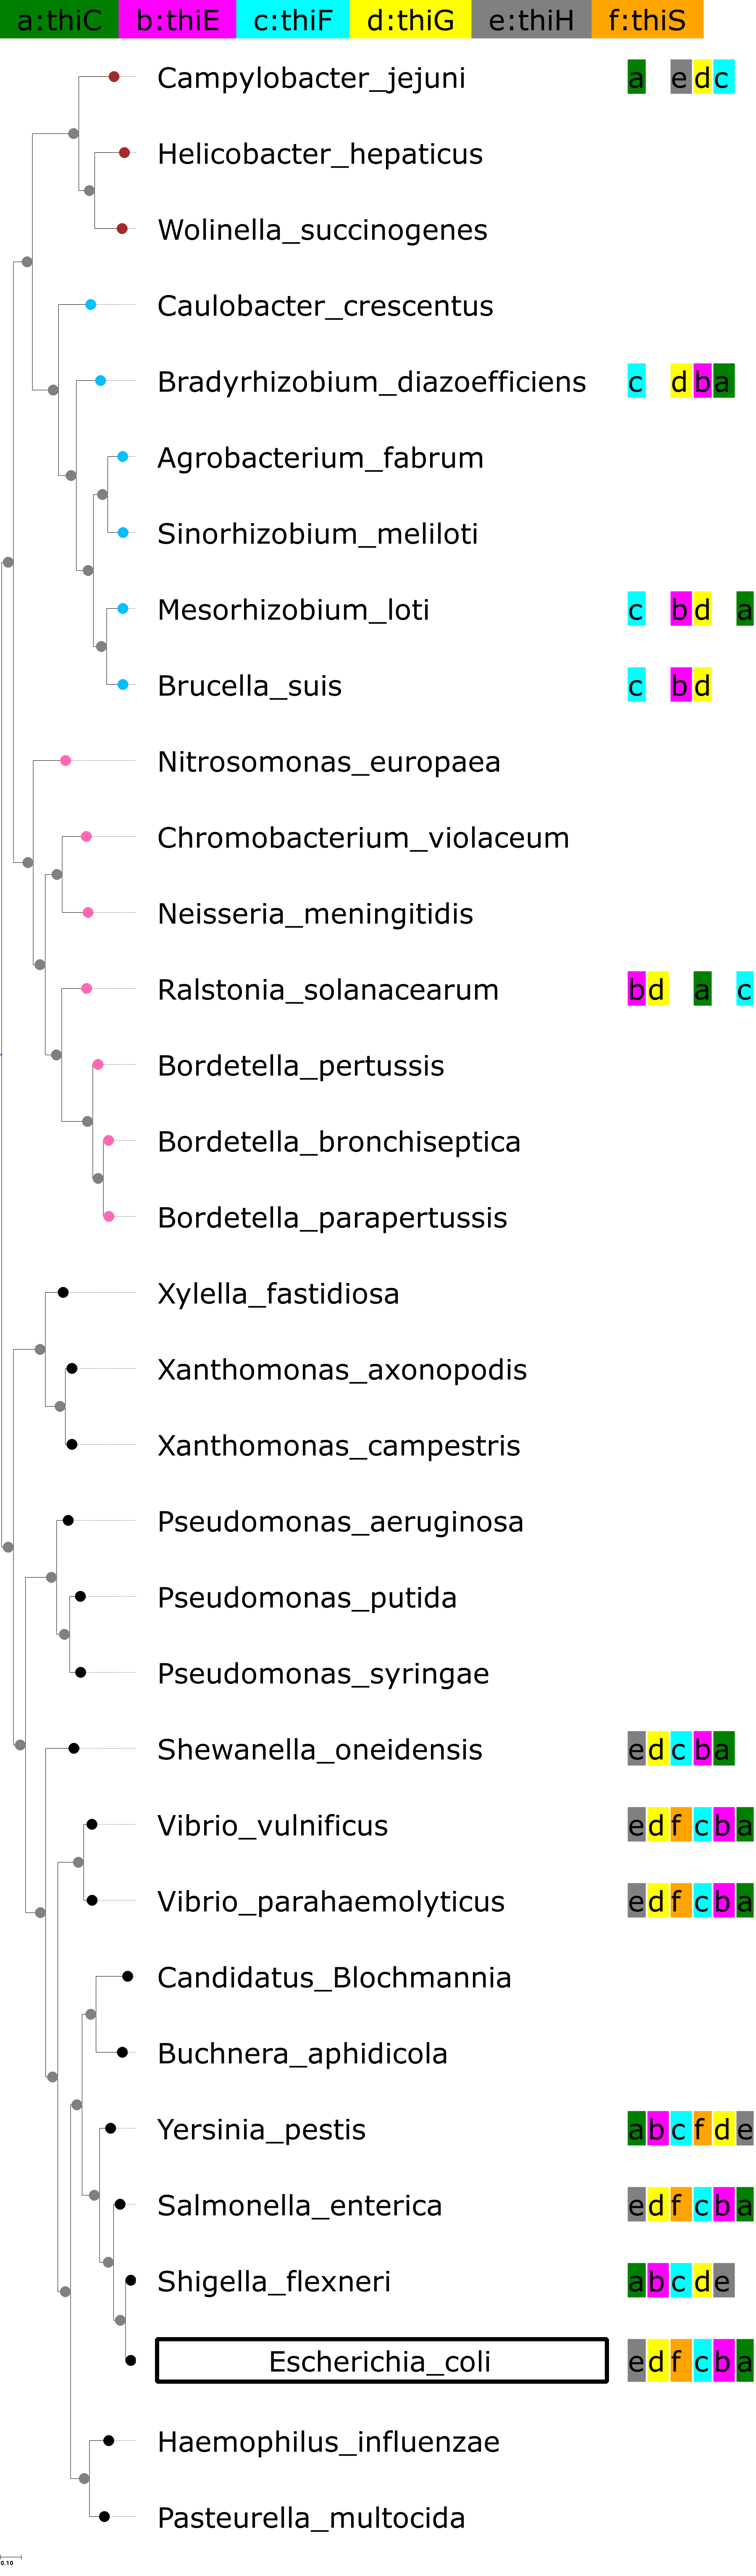 a:thiC b:thiE c:thiF d:thiG e:thiH f:thiS
Campylobacter_jejuni a e d c
Helicobacter_hepaticus
Wolinella_succinogenes
Caulobacter_crescentus
Bradyrhizobium_diazoefficiens c d b a
Agrobacterium_fabrum
Sinorhizobium_meliloti
Mesorhizobium_loti c b d a
Brucella_suis c b d
Nitrosomonas_europaea
Chromobacterium_violaceum
Neisseria_meningitidis
Ralstonia_solanacearum b d a c
Bordetella_pertussis
Bordetella_bronchiseptica
Bordetella_parapertussis
Xylella_fastidiosa
Xanthomonas_axonopodis
Xanthomonas_campestris
Pseudomonas_aeruginosa
Pseudomonas_putida
Pseudomonas_syringae
Shewanella_oneidensis e d c b a
Vibrio_vulnificus e d f c b a
Vibrio_parahaemolyticus e d f c b a
Candidatus_Blochmannia
Buchnera_aphidicola
Yersinia_pestis a b c f d e
Salmonella_enterica e d f c b a
Shigella_flexneri a b c d e
Escherichia_coli e d f c b a
Haemophilus_influenzae
Pasteurella_multocida
0.10